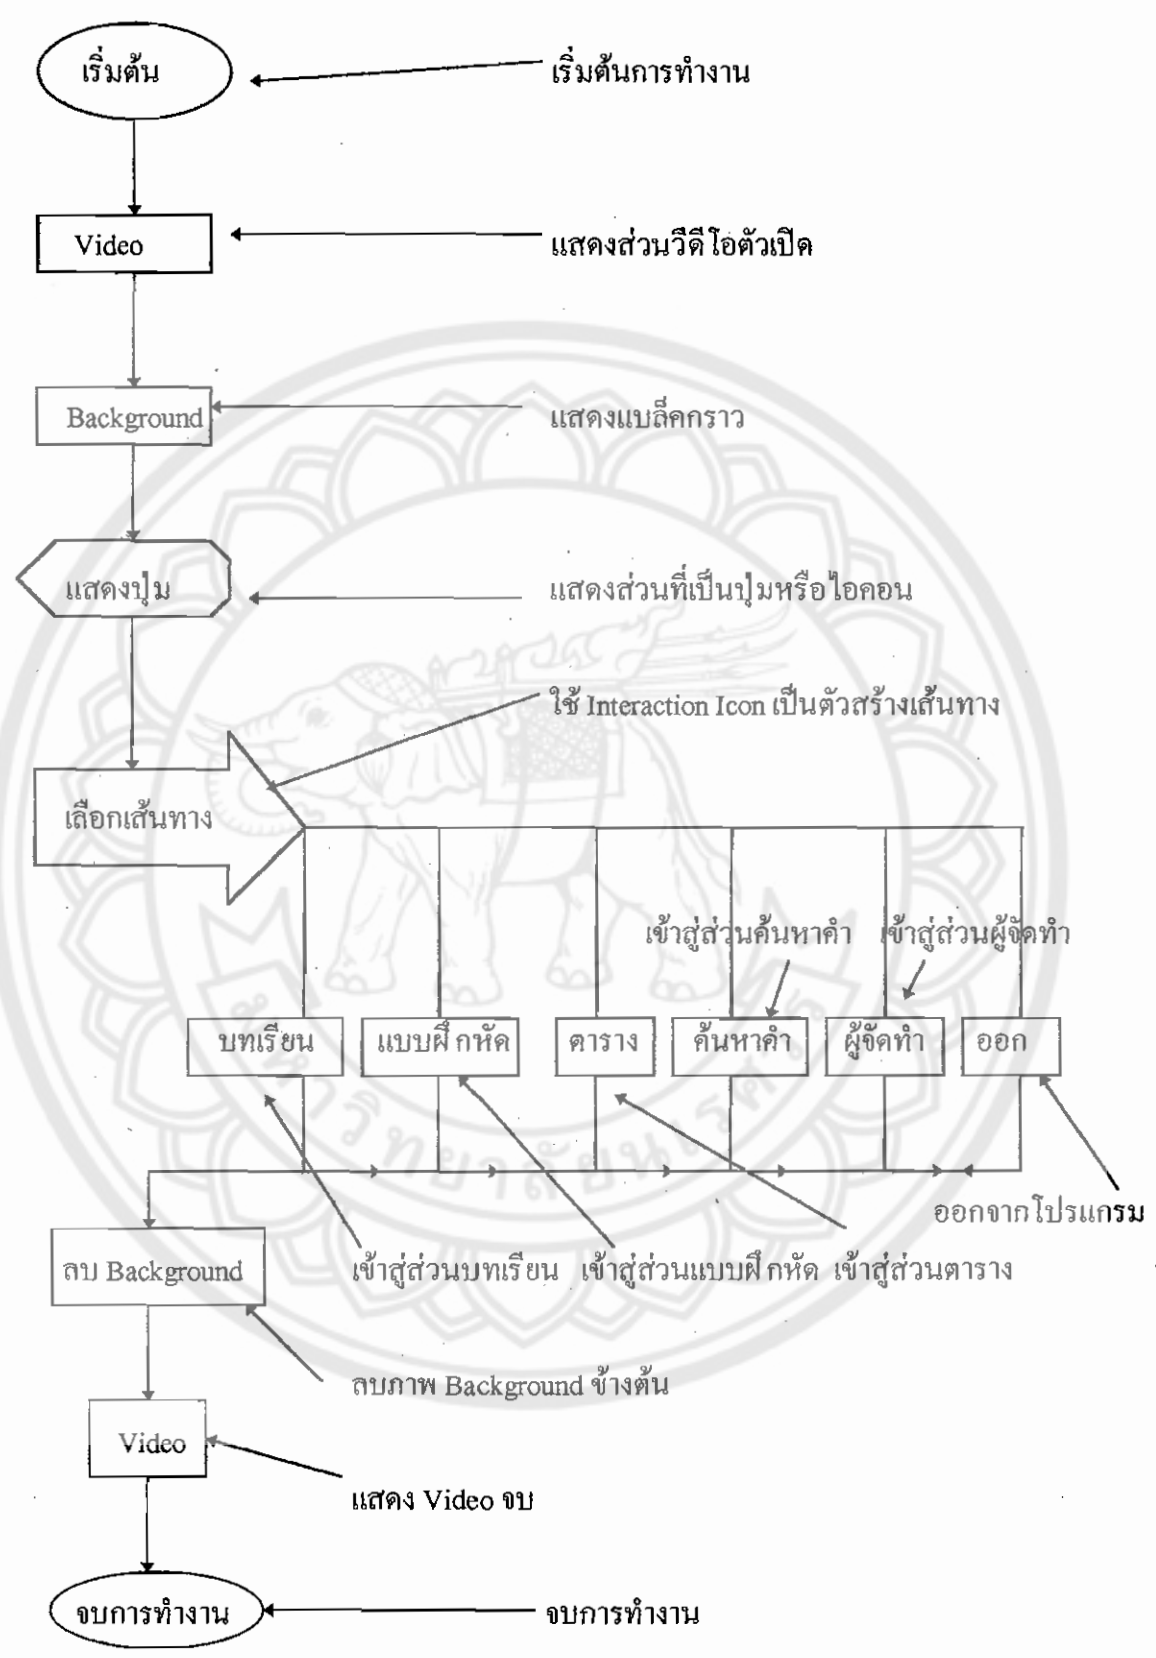 เริ่มต้น
เริ่มต้นการทำงาน
Video
แสดงส่วนวีดีโอตัวเปิด
Background
แสดงแบล็คกราว
แสดงปุ่ม
แสดงส่วนที่เป็นปุ่มหรือไอคอน
ใช้ Interaction Icon เป็นตัวสร้างเส้นทาง
เลือกเส้นทาง
เข้าสู่ส่วนค้นหาคำ เข้าสู่ส่วนผู้จัดทำ
บทเรียน แบบฝึกหัด ตาราง ค้นหาคำ ผู้จัดทำ ออก
ออกจากโปรแกรม
ลบ Background
เข้าสู่ส่วนบทเรียน เข้าสู่ส่วนแบบฝึกหัด เข้าสู่ส่วนตาราง
ลบภาพ Background ข้างต้น
Video
แสดง Video จบ
จบการทำงาน
จบการทำงาน